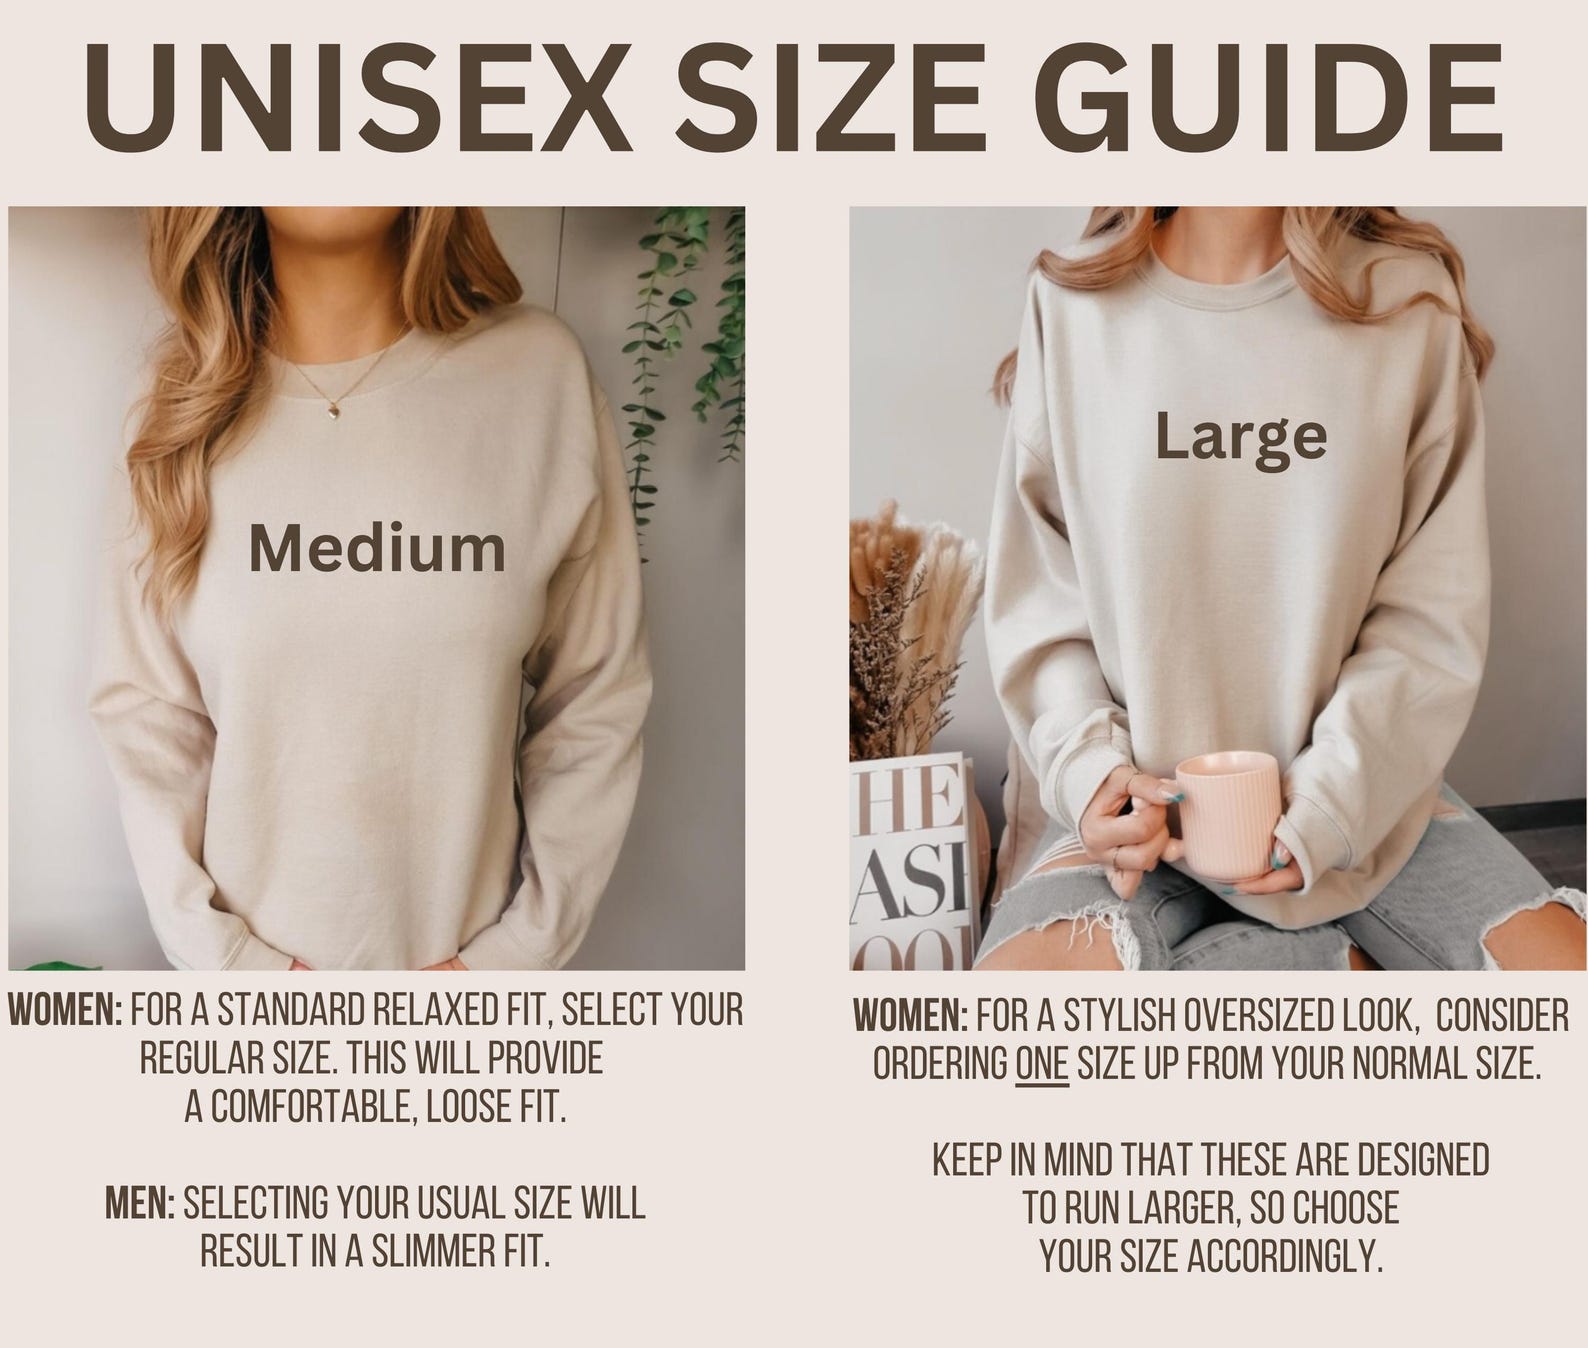 UNISEX SIZE GUIDE
Medium
WOMEN: FOR A STANDARD RELAXED FIT, SELECT YOUR
REGULAR SIZE. THIS WILL PROVIDE
A COMFORTABLE, LOOSE FIT.
MEN: SELECTING YOUR USUAL SIZE WILL
RESULT IN A SLIMMER FIT.
Large
HE
ASH
OOI
WOMEN: FOR A STYLISH OVERSIZED LOOK, CONSIDER
ORDERING ONE SIZE UP FROM YOUR NORMAL SIZE.
KEEP IN MIND THAT THESE ARE DESIGNED
TO RUN LARGER, SO CHOOSE
YOUR SIZE ACCORDINGLY.